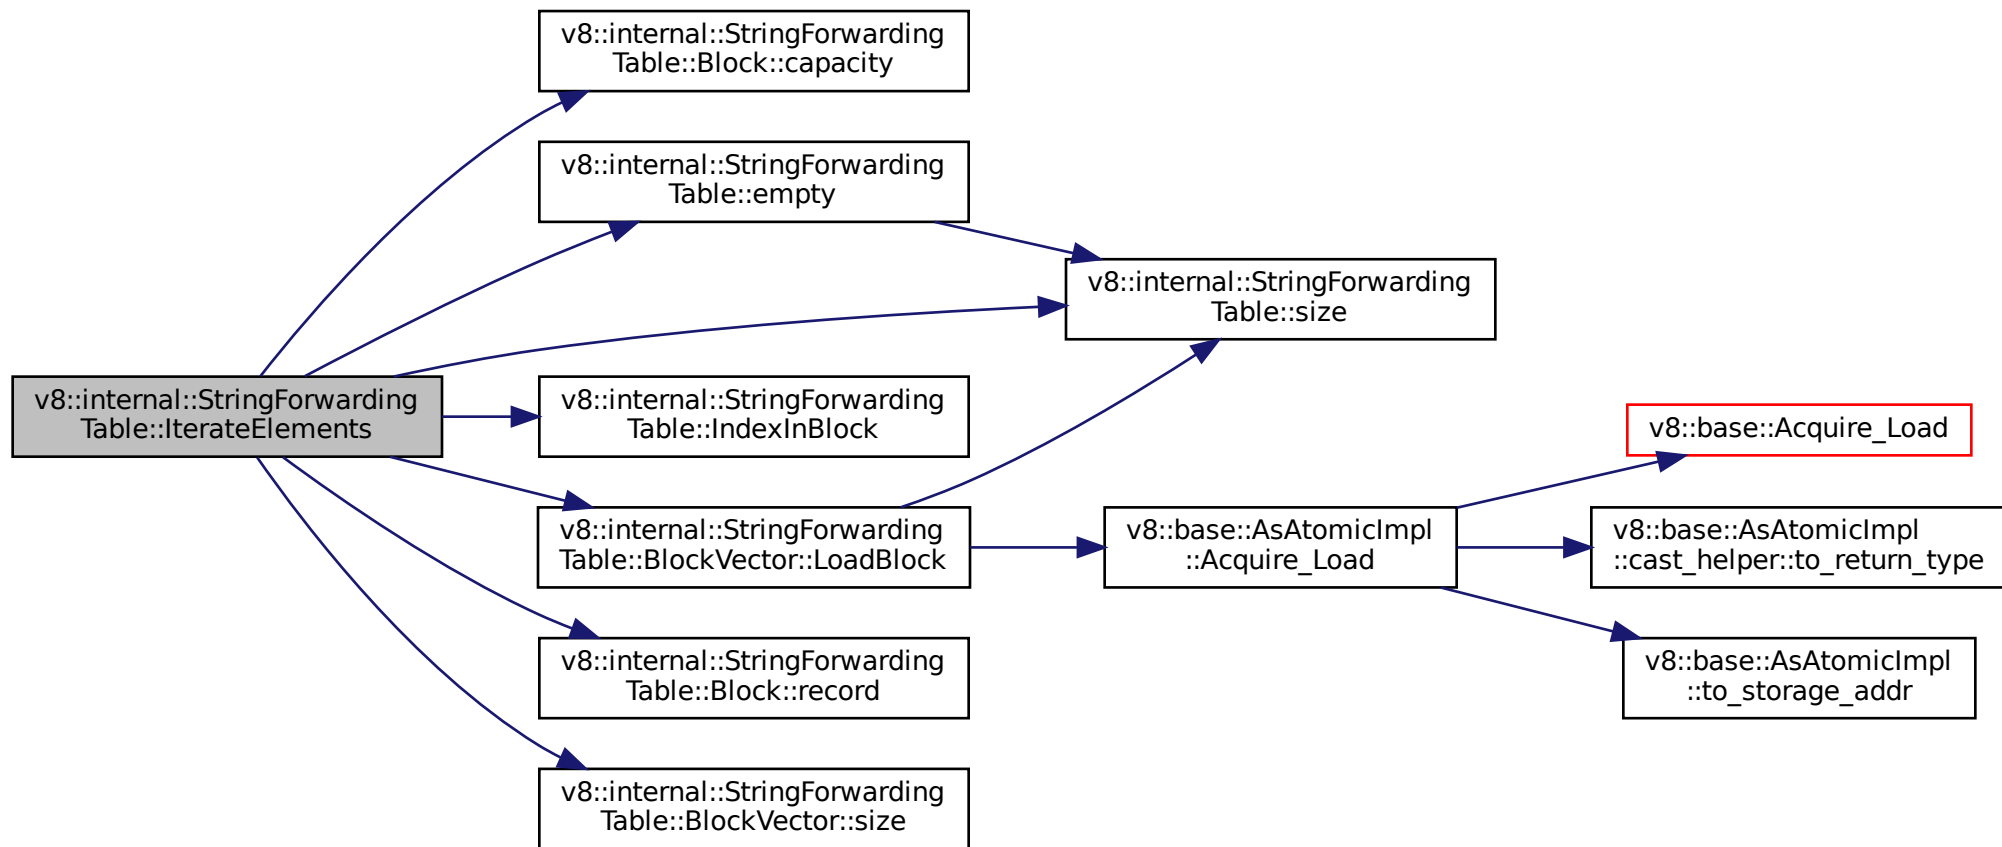 v8::internal::StringForwarding
Table::IterateElements
v8::internal::StringForwarding
Table::Block::capacity
v8::internal::StringForwarding
Table::empty
v8::internal::StringForwarding
Table::size
v8::internal::StringForwarding
Table::IndexInBlock
v8::internal::StringForwarding
Table::BlockVector::LoadBlock
v8::internal::StringForwarding
Table::Block::record
v8::internal::StringForwarding
Table::BlockVector::size
v8::base::AsAtomicImpl
::Acquire_Load
v8::base::Acquire_Load
v8::base::AsAtomicImpl
::cast_helper::to_return_type
v8::base::AsAtomicImpl
::to_storage_addr